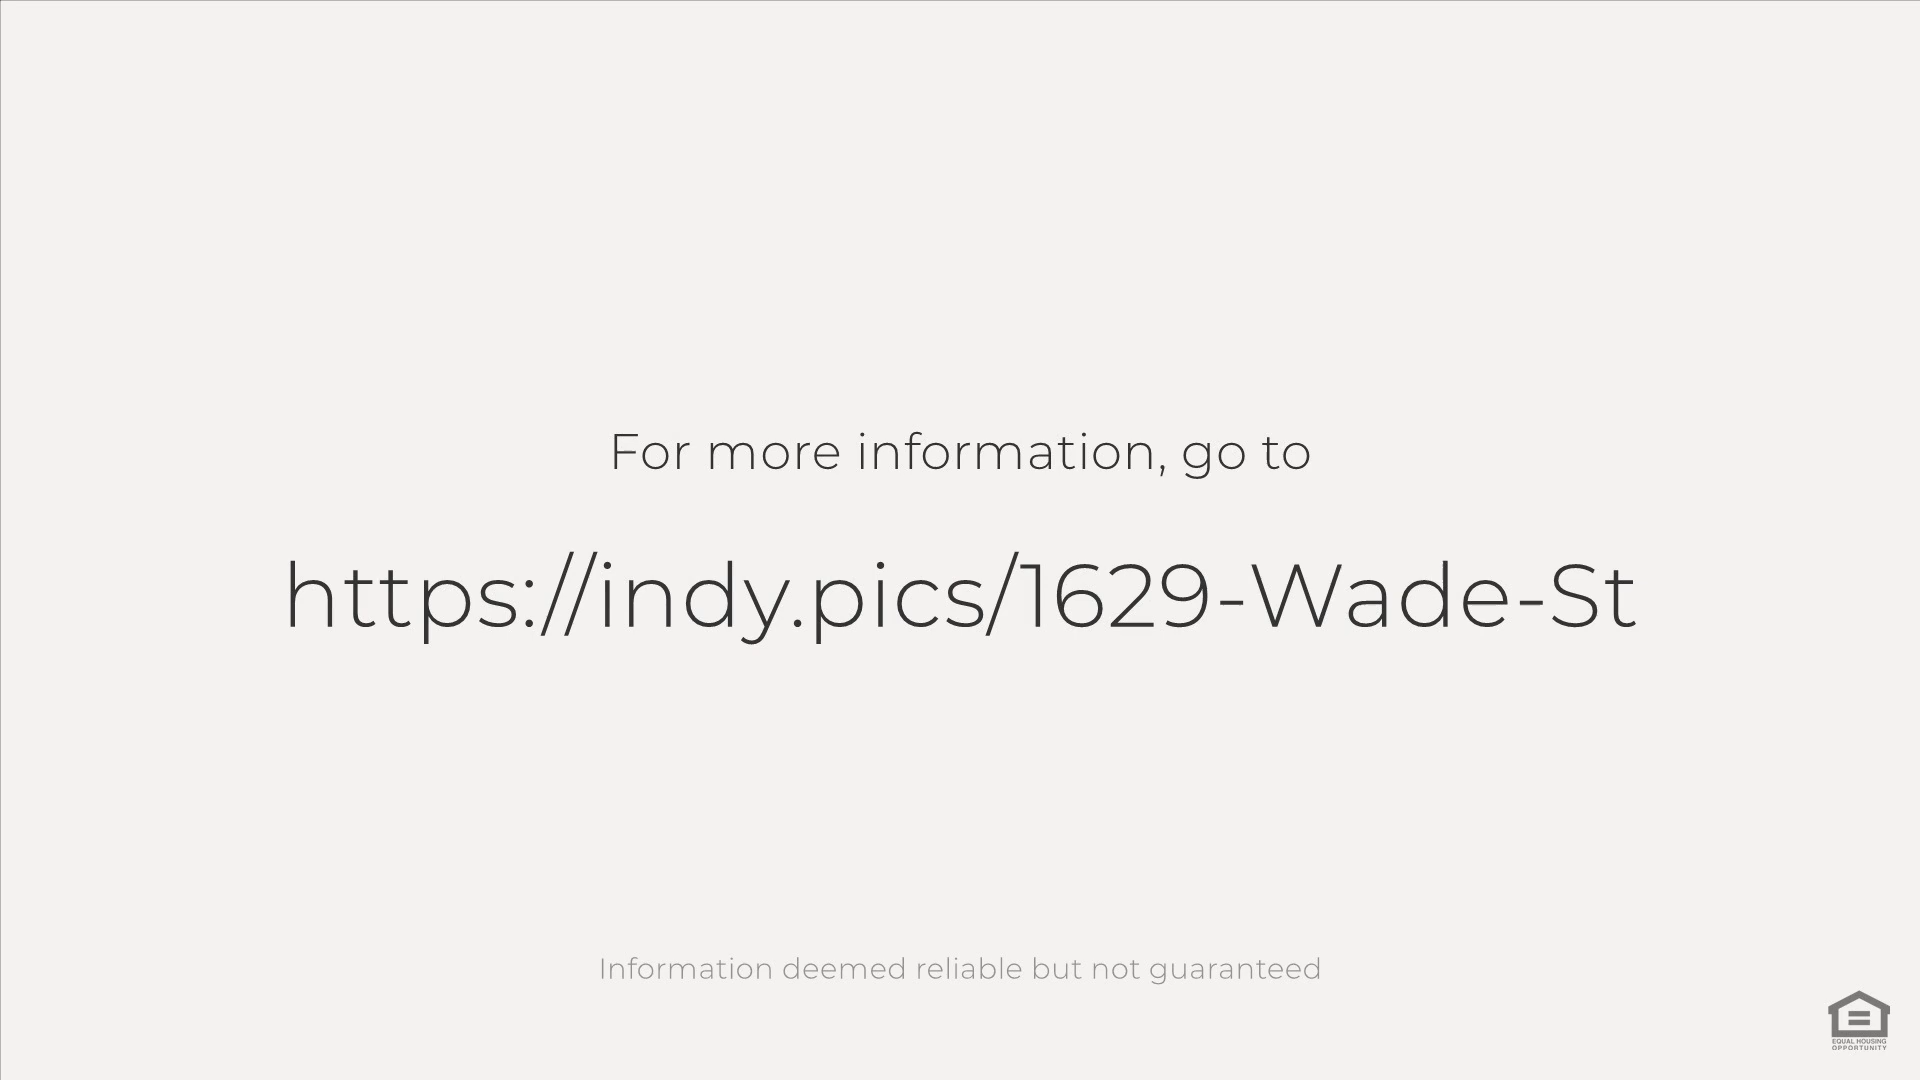 For more information, go to
https://indy.pics/1629-Wade-St
Information deemed reliable but not guaranteed
EQUAL HOUSING
OPPORTUNITY